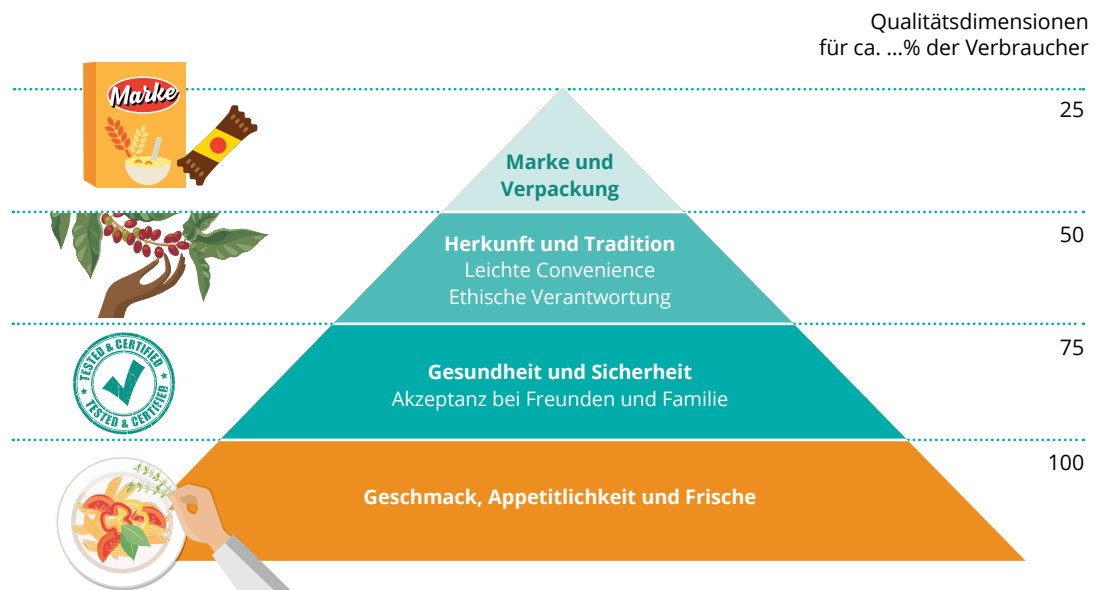 Qualitätsdimensionen
für ca. ...% der Verbraucher
Marke
25
Marke und
Verpackung
50
Herkunft und Tradition
Leichte Convenience
Ethische Verantwortung
75
TESTED & CERTIFIED
TESTED & CERTIFIED
Gesundheit und Sicherheit
Akzeptanz bei Freunden und Familie
100
Geschmack, Appetitlichkeit und Frische